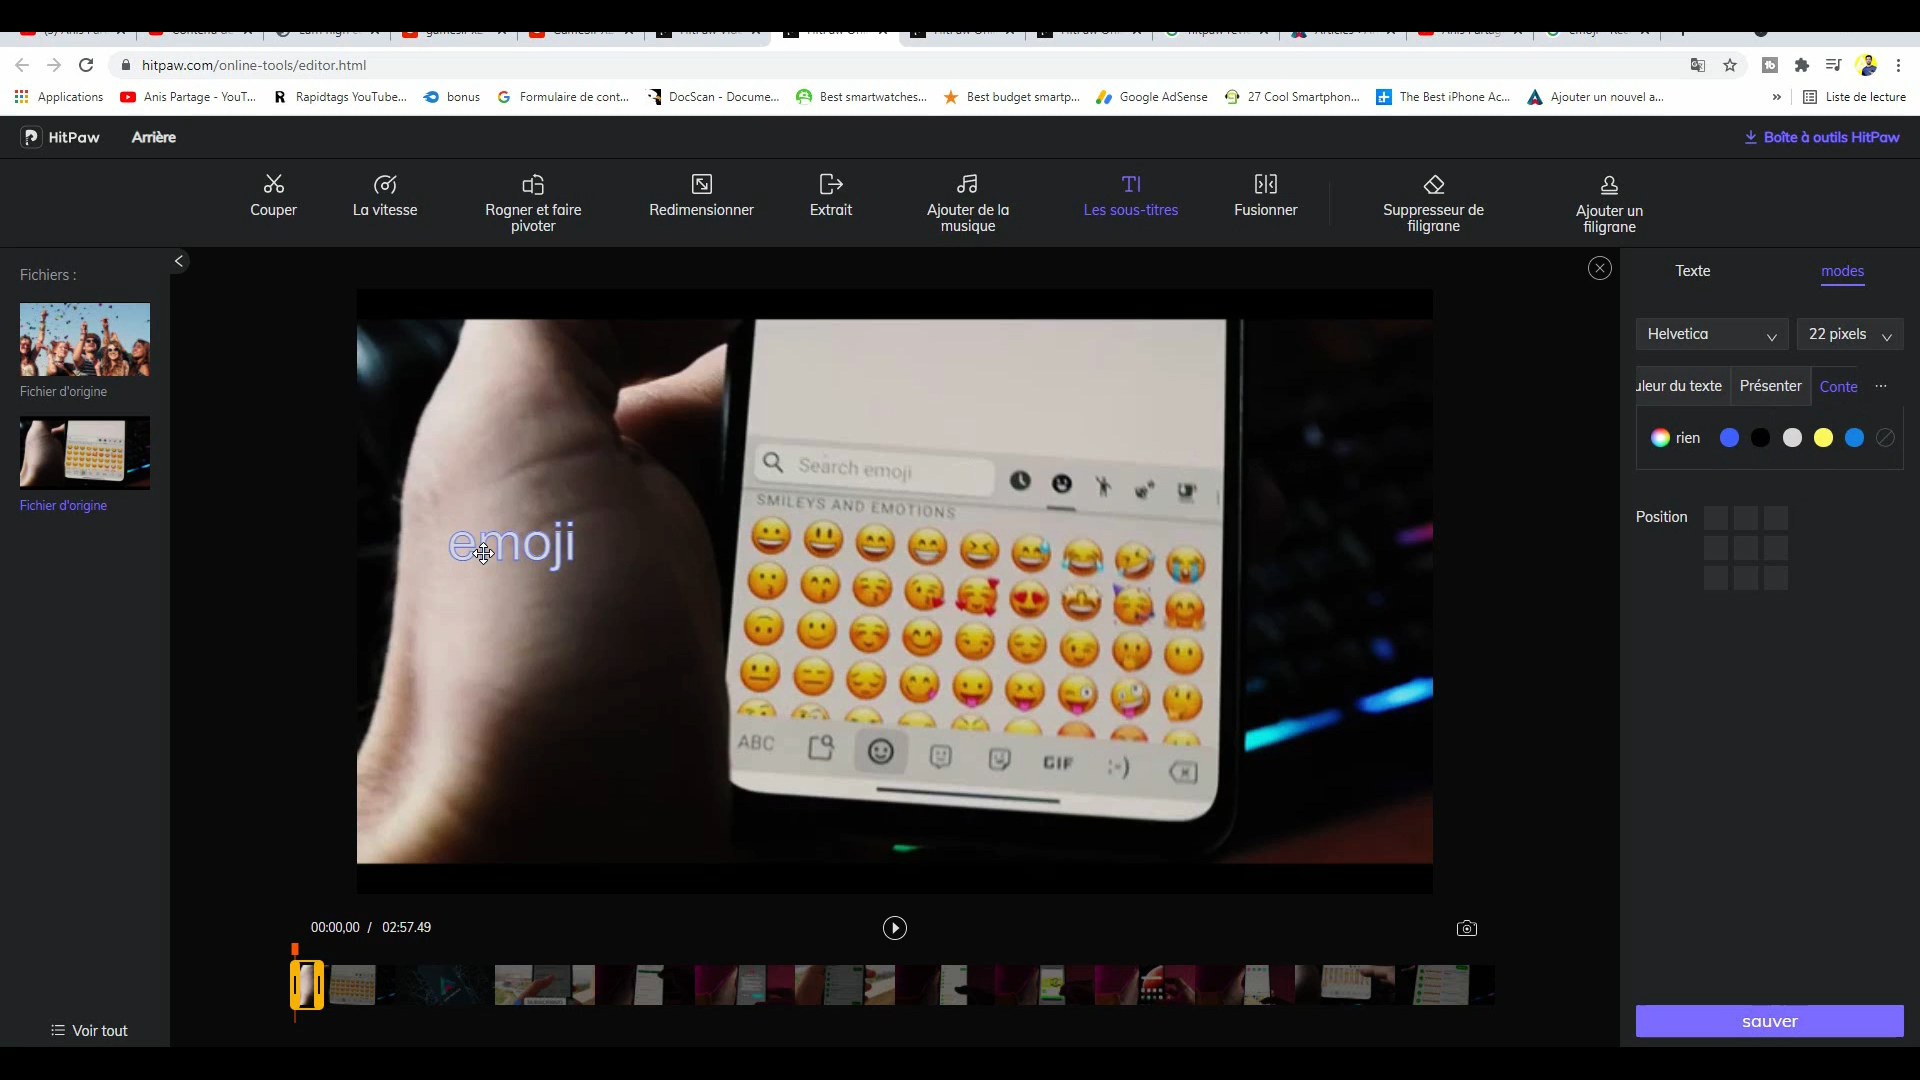 hitpaw.com/online-tools/editor.html
Applications
Anis Partage - YouT...
Rapidtags YouTube...
bonus
Formulaire de cont...
DocScan - Docume...
Best smartwatches...
Best budget smartp...
Google AdSense
27 Cool Smartphon...
The Best iPhone Ac...
Ajouter un nouvel a...
»
Liste de lecture
HitPaw
Arrière
Boîte à outils HitPaw
Couper
La vitesse
Rogner et faire
pivoter
Redimensionner
Extrait
Ajouter de la
musique
Les sous-titres
Fusionner
Suppresseur de
filigrane
Ajouter un
filigrane
Fichiers :
Fichier d'origine
Fichier d'origine
Voir tout
Search emoji
SMILEYS AND EMOTIONS
emoji
ABC
GIF
:-)
00:00,00 / 02:57.49
Texte
modes
Helvetica
22 pixels
uleur du texte
Présenter
Conte
...
rien
Position
sauver